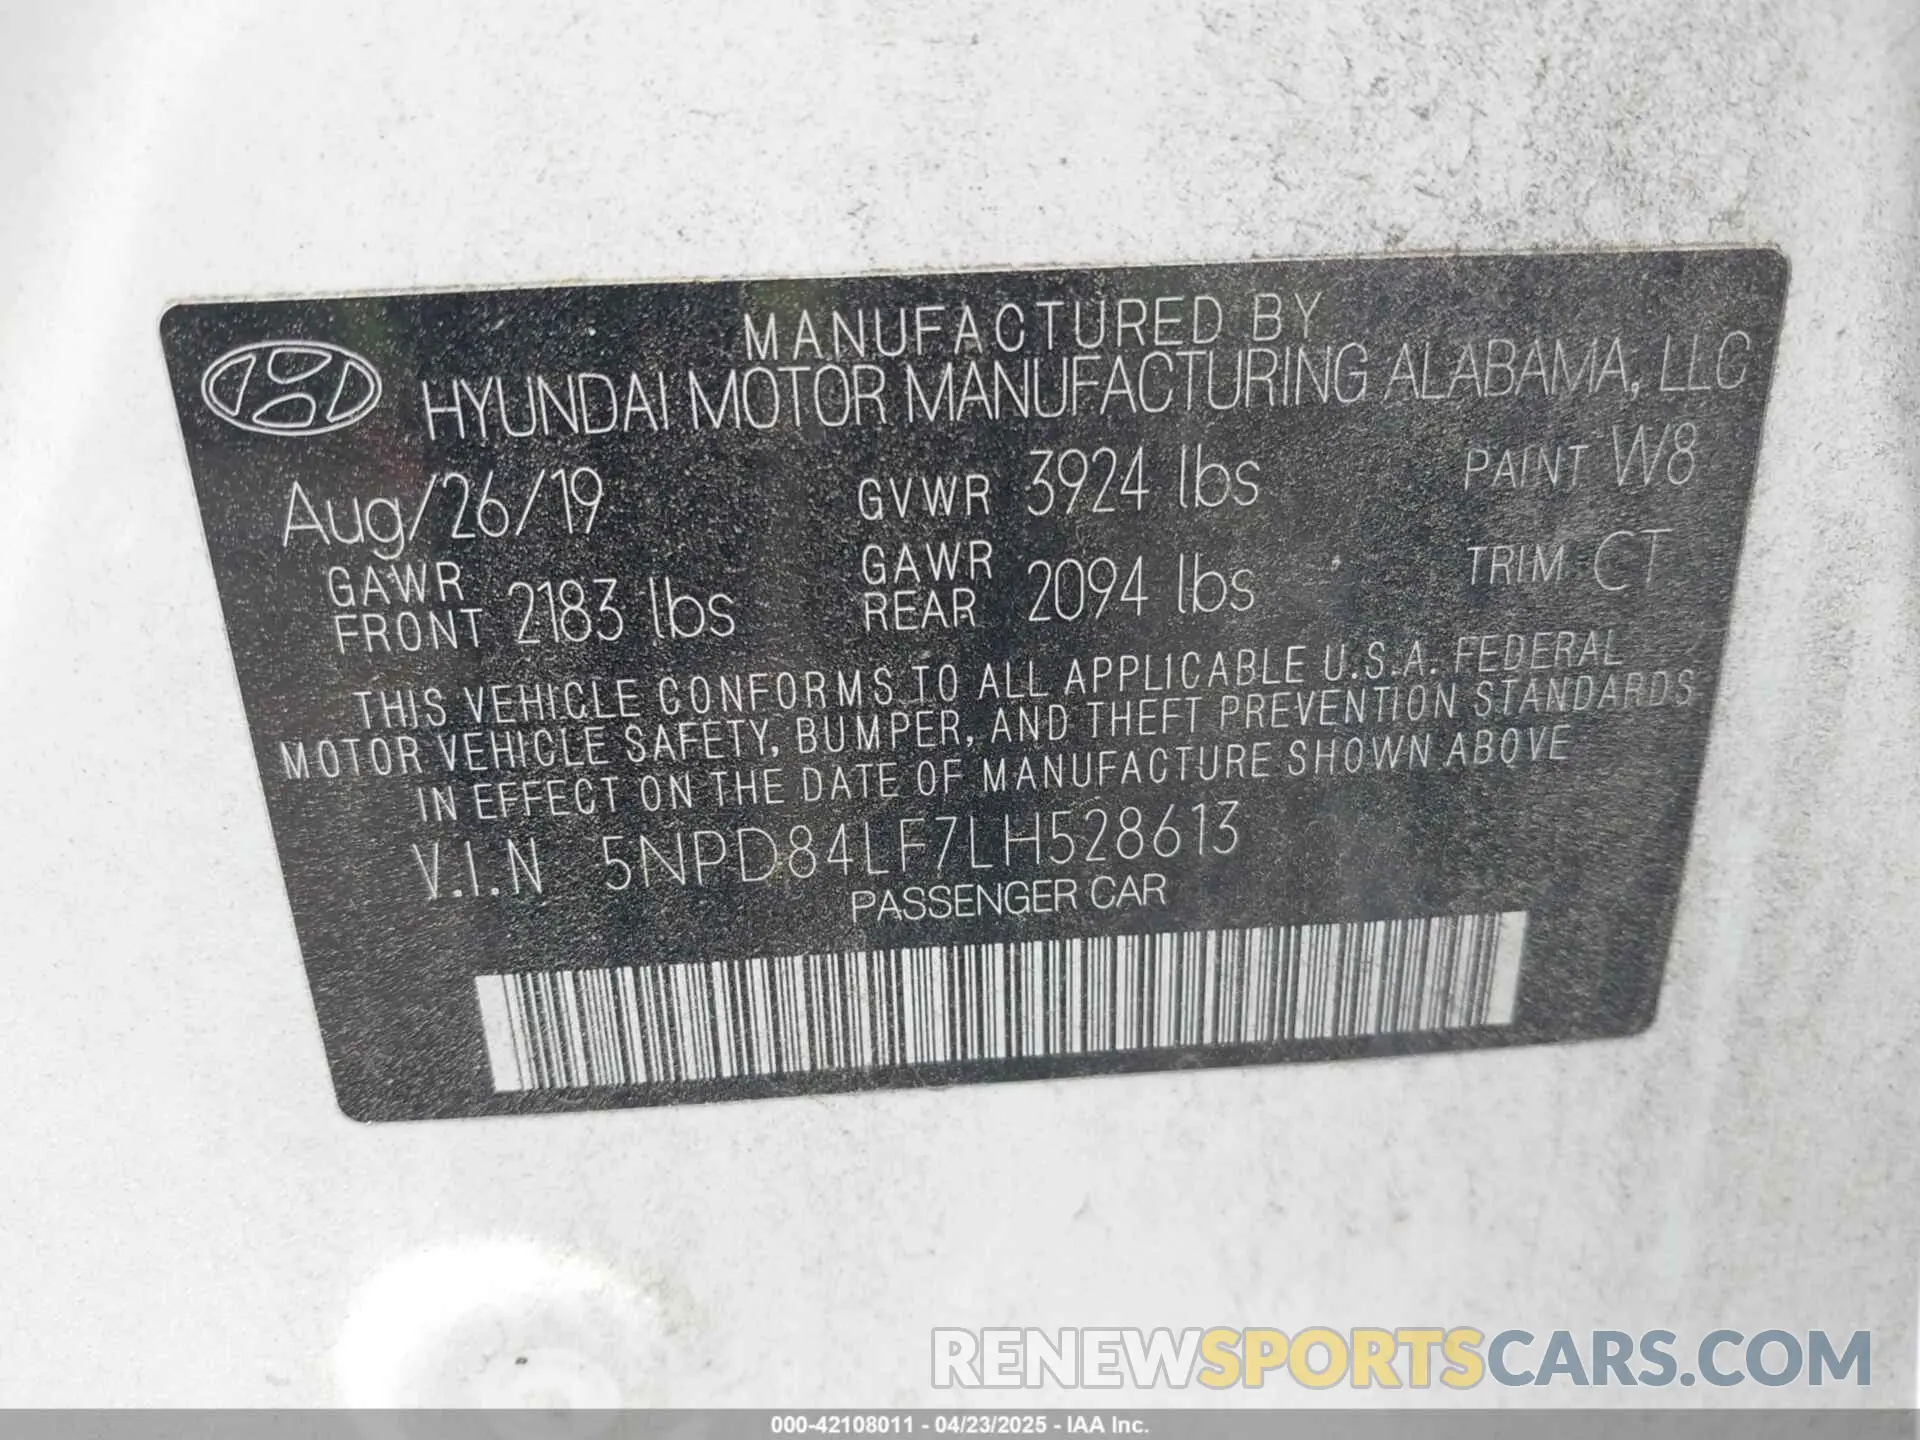 MANUFACTURED BY
HYUNDAI MOTOR MANUFACTURING ALABAMA, LLC
Aug/26/19 GVWR 3924 lbs PAINT W8
GAWR FRONT 2183 lbs GAWR REAR 2094 lbs TRIM CT
THIS VEHICLE CONFORMS TO ALL APPLICABLE U.S.A. FEDERAL
MOTOR VEHICLE SAFETY, BUMPER, AND THEFT PREVENTION STANDARDS
IN EFFECT ON THE DATE OF MANUFACTURE SHOWN ABOVE
V.I.N 5NPD84LF7LH528613
PASSENGER CAR
RENEWSPORTSCARS.COM
000-42108011 - 04/23/2025 - IAA Inc.